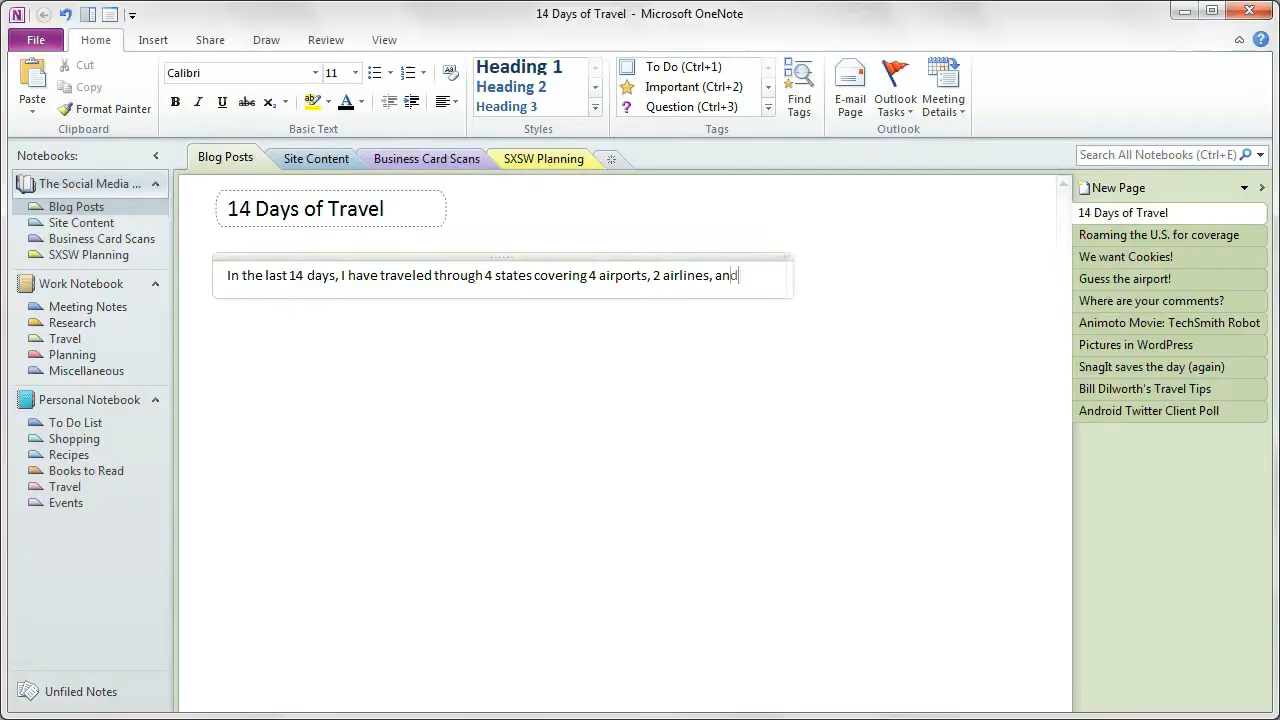 14 Days of Travel - Microsoft OneNote
File Home Insert Share Draw Review View
Paste
Cut
Copy
Format Painter
Clipboard
Calibri 11
B I U abc X₂ ab A
Basic Text
Heading 1
Heading 2
Heading 3
Styles
To Do (Ctrl+1)
Important (Ctrl+2)
? Question (Ctrl+3)
Tags
Find
Tags
E-mail
Page
Outlook
Tasks
Meeting
Details
Outlook
Notebooks:
The Social Media ...
Blog Posts
Site Content
Business Card Scans
SXSW Planning
Work Notebook
Meeting Notes
Research
Travel
Planning
Miscellaneous
Personal Notebook
To Do List
Shopping
Recipes
Books to Read
Travel
Events
Unfiled Notes
Blog Posts Site Content Business Card Scans SXSW Planning
Search All Notebooks (Ctrl+E)
14 Days of Travel
In the last 14 days, I have traveled through 4 states covering 4 airports, 2 airlines, and
New Page
14 Days of Travel
Roaming the U.S. for coverage
We want Cookies!
Guess the airport!
Where are your comments?
Animoto Movie: TechSmith Robot
Pictures in WordPress
SnagIt saves the day (again)
Bill Dilworth's Travel Tips
Android Twitter Client Poll